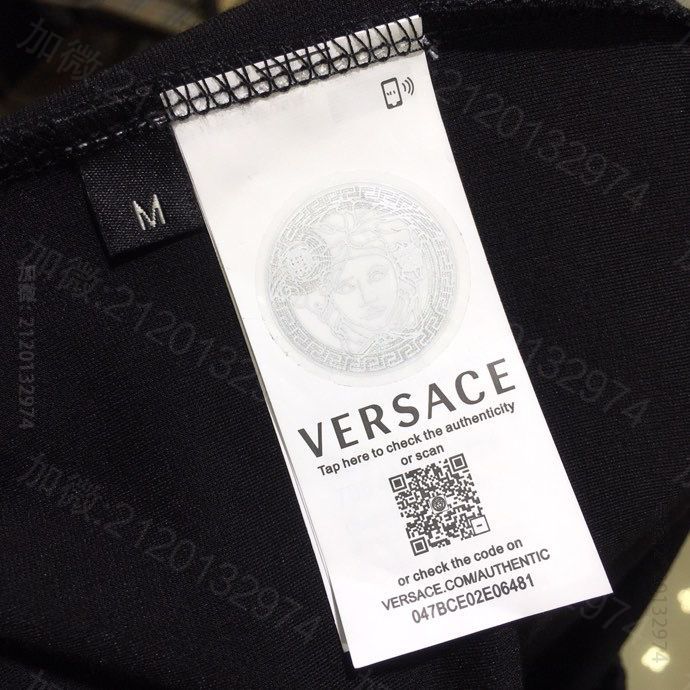 加微:2120132974
M
VERSACE
Tap here to check the authenticity
or scan
or check the code on
VERSACE.COM/AUTHENTIC
047BCE02E06481